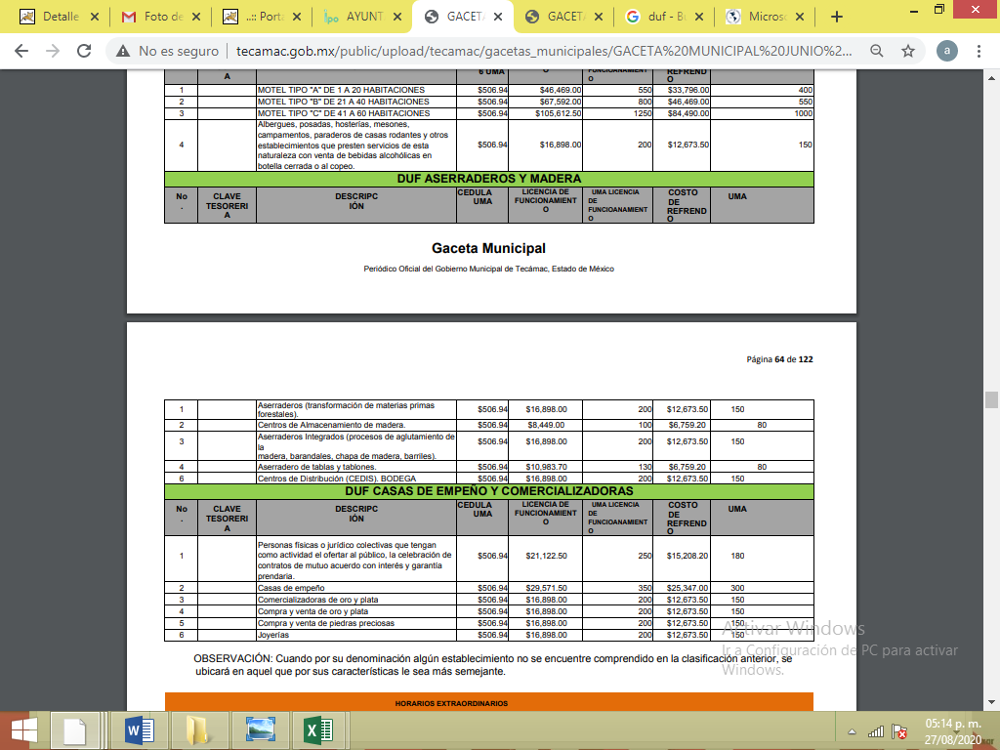 Detalle
Foto de
..:: Porta
AYUNT
GACETA
GACETA
duf - Bu
Micros
No es seguro | tecamac.gob.mx/public/upload/tecamac/gacetas_municipales/GACETA%20MUNICIPAL%20JUNIO%2...
a
A 6 UMA O FUNCIOANAMIENT O REFREND O
1 MOTEL TIPO "A" DE 1 A 20 HABITACIONES $506.94 $46,469.00 550 $33,796.00 400
2 MOTEL TIPO "B" DE 21 A 40 HABITACIONES $506.94 $67,592.00 800 $46,469.00 550
3 MOTEL TIPO "C" DE 41 A 60 HABITACIONES $506.94 $105,612.50 1250 $84,490.00 1000
Albergues, posadas, hosterías, mesones,
campamentos, paraderos de casas rodantes y otros
4 establecimientos que presten servicios de esta $506.94 $16,898.00 200 $12,673.50 150
naturaleza con venta de bebidas alcohólicas en
botella cerrada o al copeo.
DUF ASERRADEROS Y MADERA
No CLAVE DESCRIPC CEDULA LICENCIA DE UMA LICENCIA COSTO UMA
. TESORERI IÓN UMA FUNCIONAMIENT DE DE
A O FUNCIOANAMIENT REFREND
O O
Gaceta Municipal
Periódico Oficial del Gobierno Municipal de Tecámac, Estado de México
Página 64 de 122
1 Aserraderos (transformación de materias primas $506.94 $16,898.00 200 $12,673.50 150
forestales).
2 Centros de Almacenamiento de madera. $506.94 $8,449.00 100 $6,759.20 80
3 Aserraderos Integrados (procesos de aglutamiento de $506.94 $16,898.00 200 $12,673.50 150
la
madera, barandales, chapa de madera, barriles).
4 Aserradero de tablas y tablones. $506.94 $10,983.70 130 $6,759.20 80
6 Centros de Distribución (CEDIS). BODEGA $506.94 $16,898.00 200 $12,673.50 150
DUF CASAS DE EMPEÑO Y COMERCIALIZADORAS
No CLAVE DESCRIPC CEDULA LICENCIA DE UMA LICENCIA COSTO UMA
. TESORERI IÓN UMA FUNCIONAMIENT DE DE
A O FUNCIOANAMIENT REFREND
O O
Personas físicas o jurídico colectivas que tengan
1 como actividad el ofertar al público, la celebración de $506.94 $21,122.50 250 $15,208.20 180
contratos de mutuo acuerdo con interés y garantía
prendaria.
2 Casas de empeño $506.94 $29,571.50 350 $25,347.00 300
3 Comercializadoras de oro y plata $506.94 $16,898.00 200 $12,673.50 150
4 Compra y venta de oro y plata $506.94 $16,898.00 200 $12,673.50 150
5 Compra y venta de piedras preciosas $506.94 $16,898.00 200 $12,673.50 150
6 Joyerías $506.94 $16,898.00 200 $12,673.50 150
Activar Windows
Ir a Configuración de PC para activar
Windows.
OBSERVACIÓN: Cuando por su denominación algún establecimiento no se encuentre comprendido en la clasificación anterior, se
ubicará en aquel que por sus características le sea más semejante.
HORARIOS EXTRAORDINARIOS
05:14 p. m.
27/08/2020